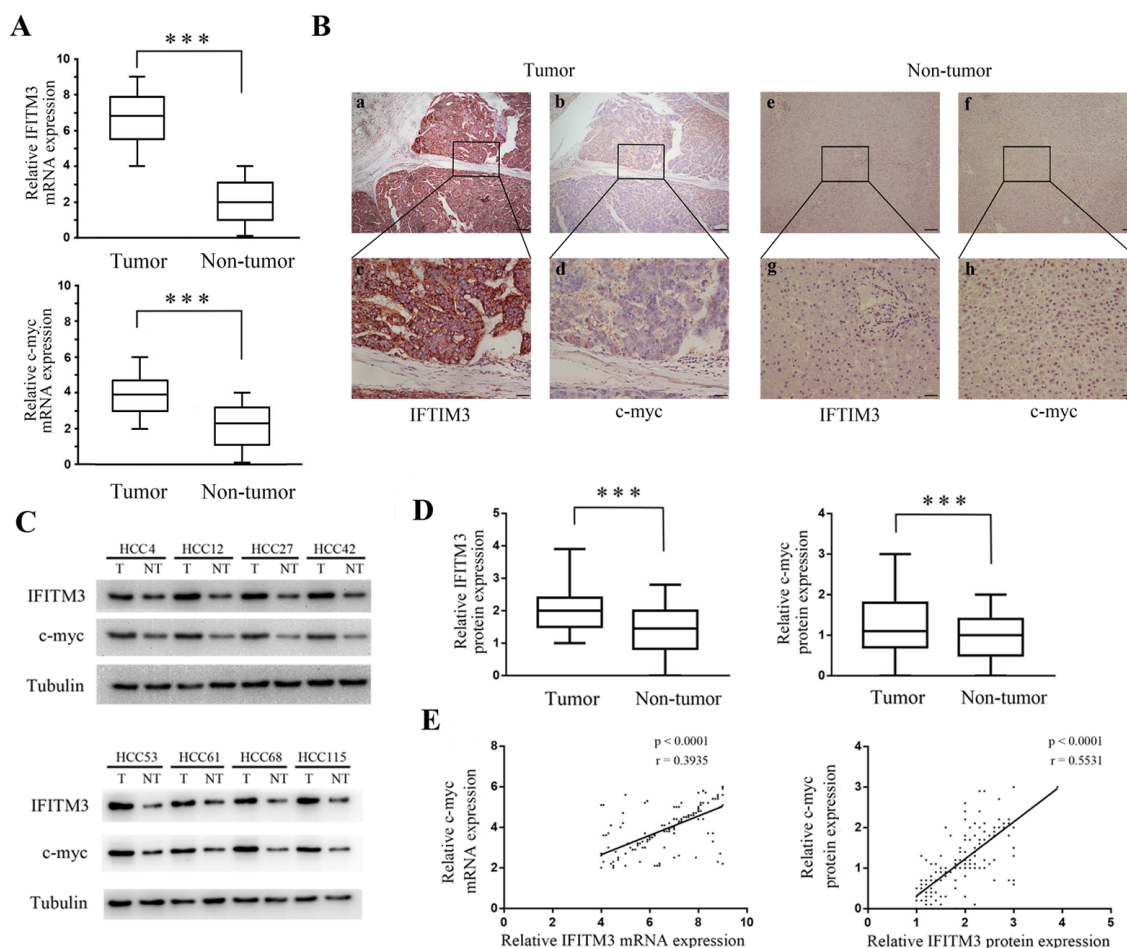 A
***
Relative IFITM3
mRNA expression
10
8
6
4
2
0
Tumor Non-tumor
***
Relative c-myc
mRNA expression
10
8
6
4
2
0
Tumor Non-tumor
B
Tumor Non-tumor
a b e f
c d g h
IFTIM3 c-myc IFTIM3 c-myc
C
HCC4 HCC12 HCC27 HCC42
T NT T NT T NT T NT
IFITM3
c-myc
Tubulin
HCC53 HCC61 HCC68 HCC115
T NT T NT T NT T NT
IFITM3
c-myc
Tubulin
D
***
Relative IFITM3
protein expression
5
4
3
2
1
0
Tumor Non-tumor
***
Relative c-myc
protein expression
4
3
2
1
0
Tumor Non-tumor
E
p < 0.0001
r = 0.3935
Relative c-myc
mRNA expression
8
6
4
2
0
0 2 4 6 8 10
Relative IFITM3 mRNA expression
p < 0.0001
r = 0.5531
Relative c-myc
protein expression
4
3
2
1
0
0 1 2 3 4 5
Relative IFITM3 protein expression